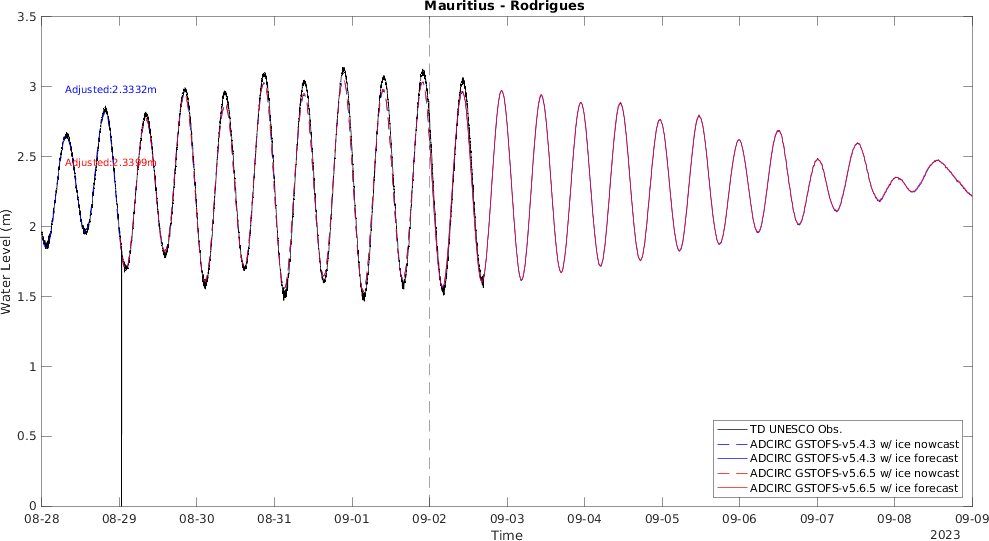 Mauritius - Rodrigues
3.5
3
2.5
2
1.5
1
0.5
0
Water Level (m)
Adjusted:2.3332m
Adjusted:2.3399m
TD UNESCO Obs.
ADCIRC GSTOFS-v5.4.3 w/ ice nowcast
ADCIRC GSTOFS-v5.4.3 w/ ice forecast
ADCIRC GSTOFS-v5.6.5 w/ ice nowcast
ADCIRC GSTOFS-v5.6.5 w/ ice forecast
08-28 08-29 08-30 08-31 09-01 09-02 09-03 09-04 09-05 09-06 09-07 09-08 09-09
Time
2023